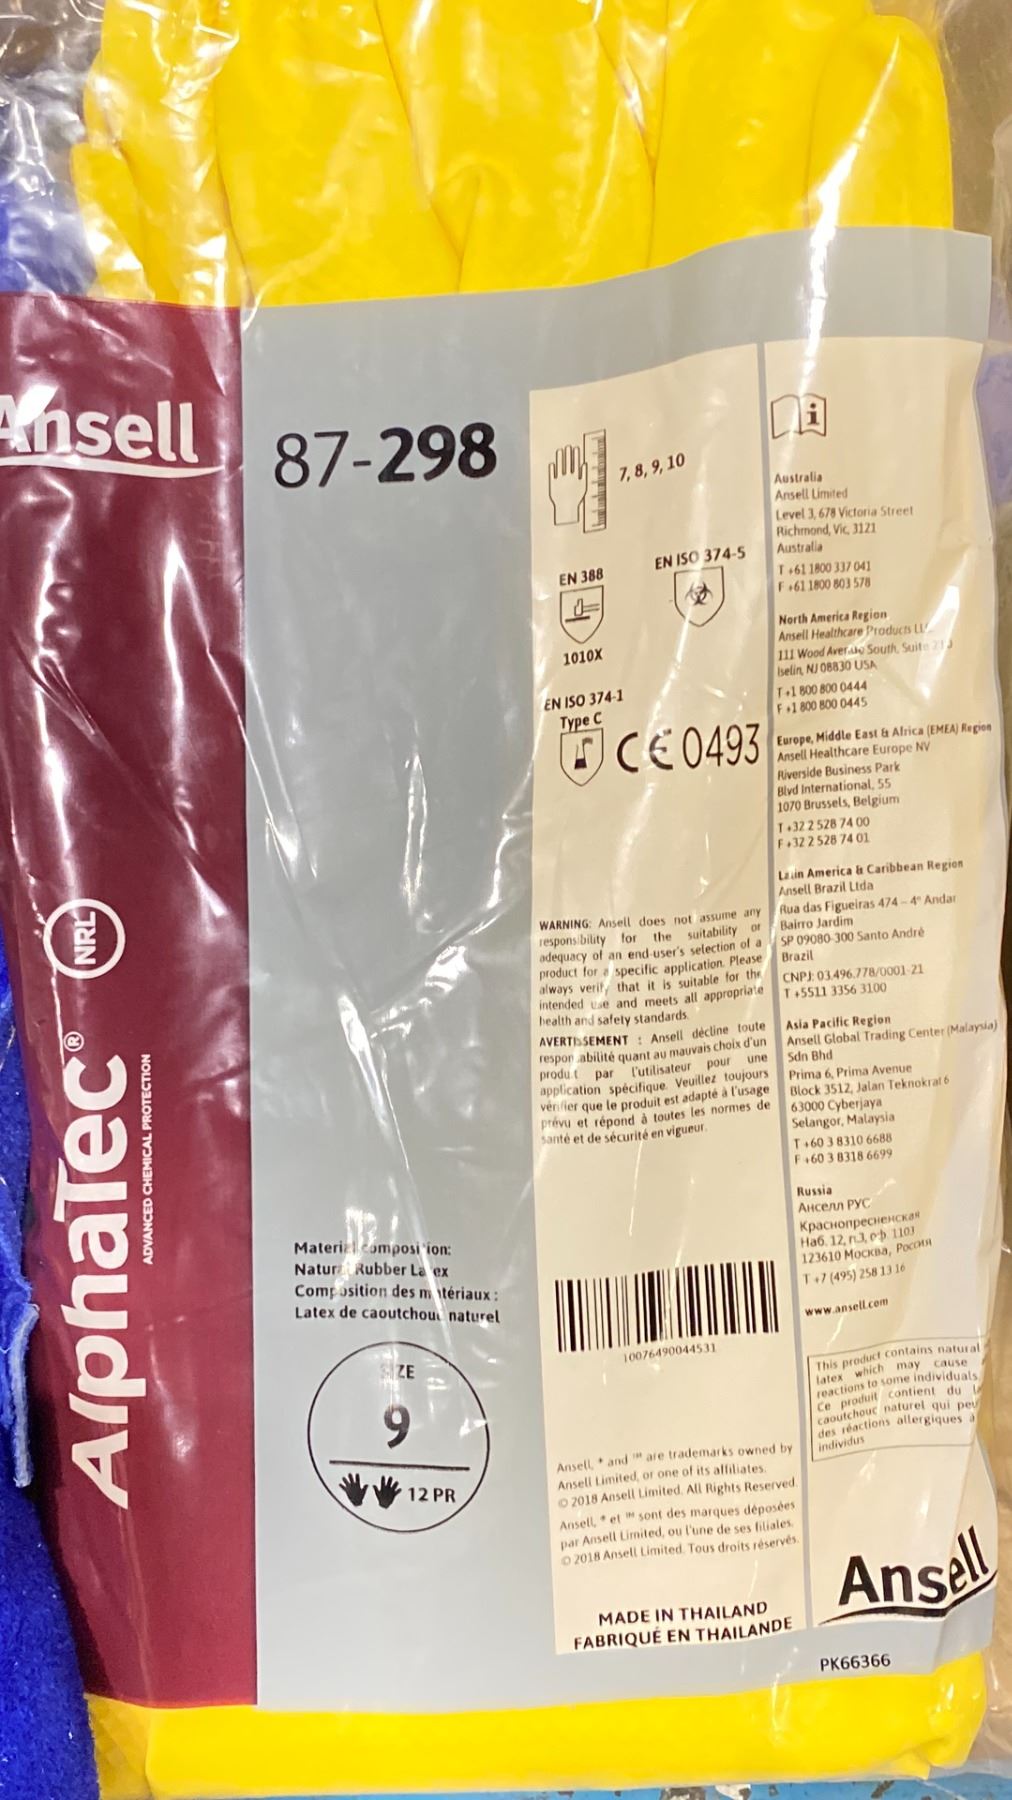 Ansell
AlphaTec® NRL
ADVANCED CHEMICAL PROTECTION
87-298
Material composition:
Natural Rubber Latex
Composition des matériaux :
Latex de caoutchouc naturel
SIZE
9
12 PR
7, 8, 9, 10
EN 388
EN ISO 374-5
1010X
EN ISO 374-1
Type C
CE 0493
WARNING: Ansell does not assume any
responsibility for the suitability or
adequacy of an end-user's selection of a
product for a specific application. Please
always verify that it is suitable for the
intended use and meets all appropriate
health and safety standards.
AVERTISSEMENT : Ansell décline toute
responsabilité quant au mauvais choix d'un
produit par l'utilisateur pour une
application spécifique. Veuillez toujours
vérifier que le produit est adapté à l'usage
prévu et répond à toutes les normes de
santé et de sécurité en vigueur.
10076490044531
Ansell, ® and ™ are trademarks owned by
Ansell Limited, or one of its affiliates.
© 2018 Ansell Limited. All Rights Reserved.
Ansell, ® et ™ sont des marques déposées
par Ansell Limited, ou l'une de ses filiales.
© 2018 Ansell Limited. Tous droits réservés.
MADE IN THAILAND
FABRIQUÉ EN THAILANDE
i
Australia
Ansell Limited
Level 3, 678 Victoria Street
Richmond, Vic, 3121
Australia
T +61 1800 337 041
F +61 1800 803 578
North America Region
Ansell Healthcare Products
111 Wood Avenue South, Suite
Iselin, NJ 08830 USA
T +1 800 800 0444
F +1 800 800 0445
Europe, Middle East & Africa (EMEA) Region
Ansell Healthcare Europe NV
Riverside Business Park
Blvd International, 55
1070 Brussels, Belgium
T +32 2 528 74 00
F +32 2 528 74 01
Latin America & Caribbean Region
Ansell Brazil Ltda
Rua das Figueiras 474 – 4º Andar
Bairro Jardim
SP 09080-300 Santo André
Brazil
CNPJ: 03.496.778/0001-21
T +5511 3356 3100
Asia Pacific Region
Ansell Global Trading Center (Malaysia)
Sdn Bhd
Prima 6, Prima Avenue
Block 3512, Jalan Teknokrat 6
63000 Cyberjaya
Selangor, Malaysia
T +60 3 8310 6688
F +60 3 8318 6699
Russia
Анселл РУС
Краснопресненская
Наб. 12, п.3, оф. 1103
123610 Москва, Россия
T +7 (495) 258 13 16
www.ansell.com
This product contains natural
latex which may cause
reactions to some individuals
Ce produit contient du
caoutchouc naturel qui
des réactions allergiques à
individus
Ansell
PK66366